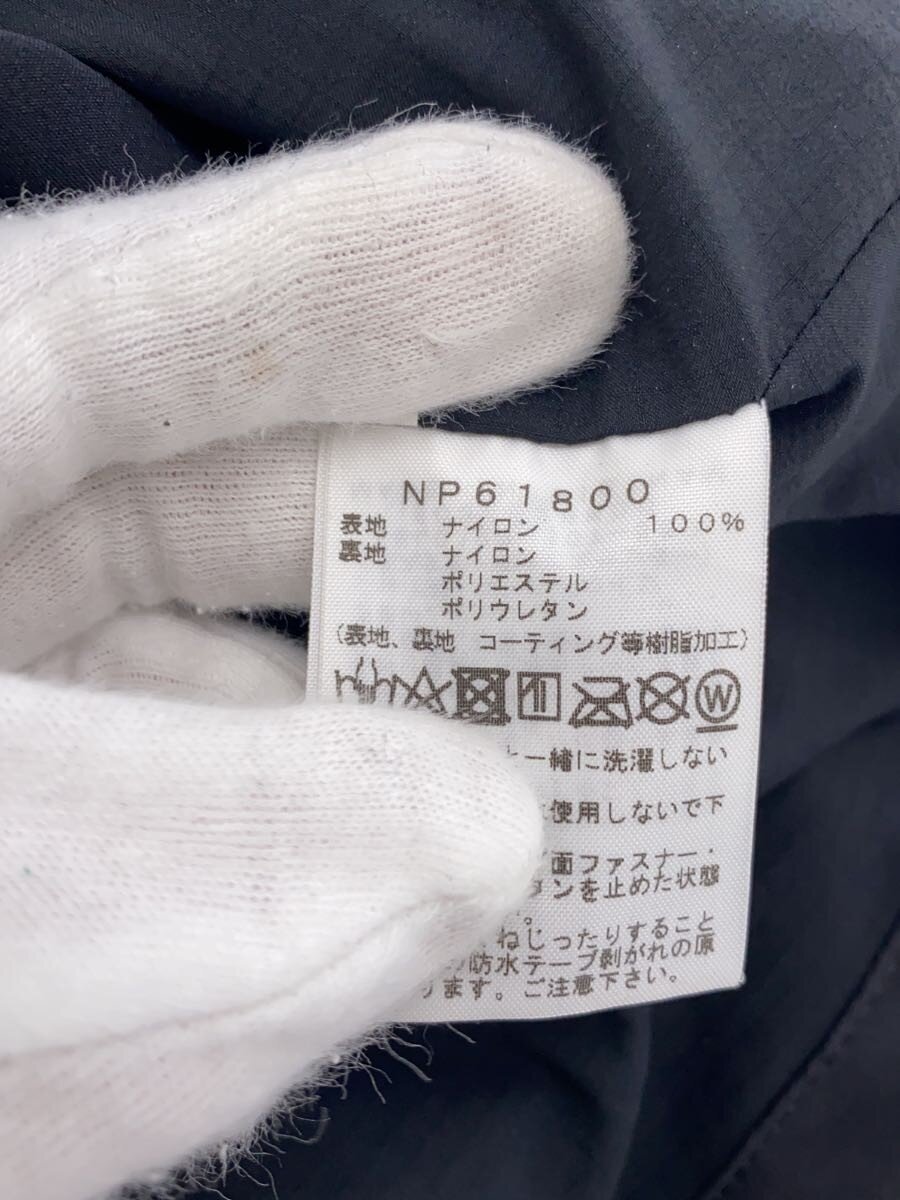 NP61800
表地 ナイロン 100%
裏地 ナイロン
ポリエステル
ポリウレタン
(表地、裏地 コーティング等樹脂加工)
W
一緒に洗濯しない
使用しないで下
面ファスナー・
タンを止めた状態
。
ねじったりすること
防水テープ剥がれの原
ります。ご注意下さい。